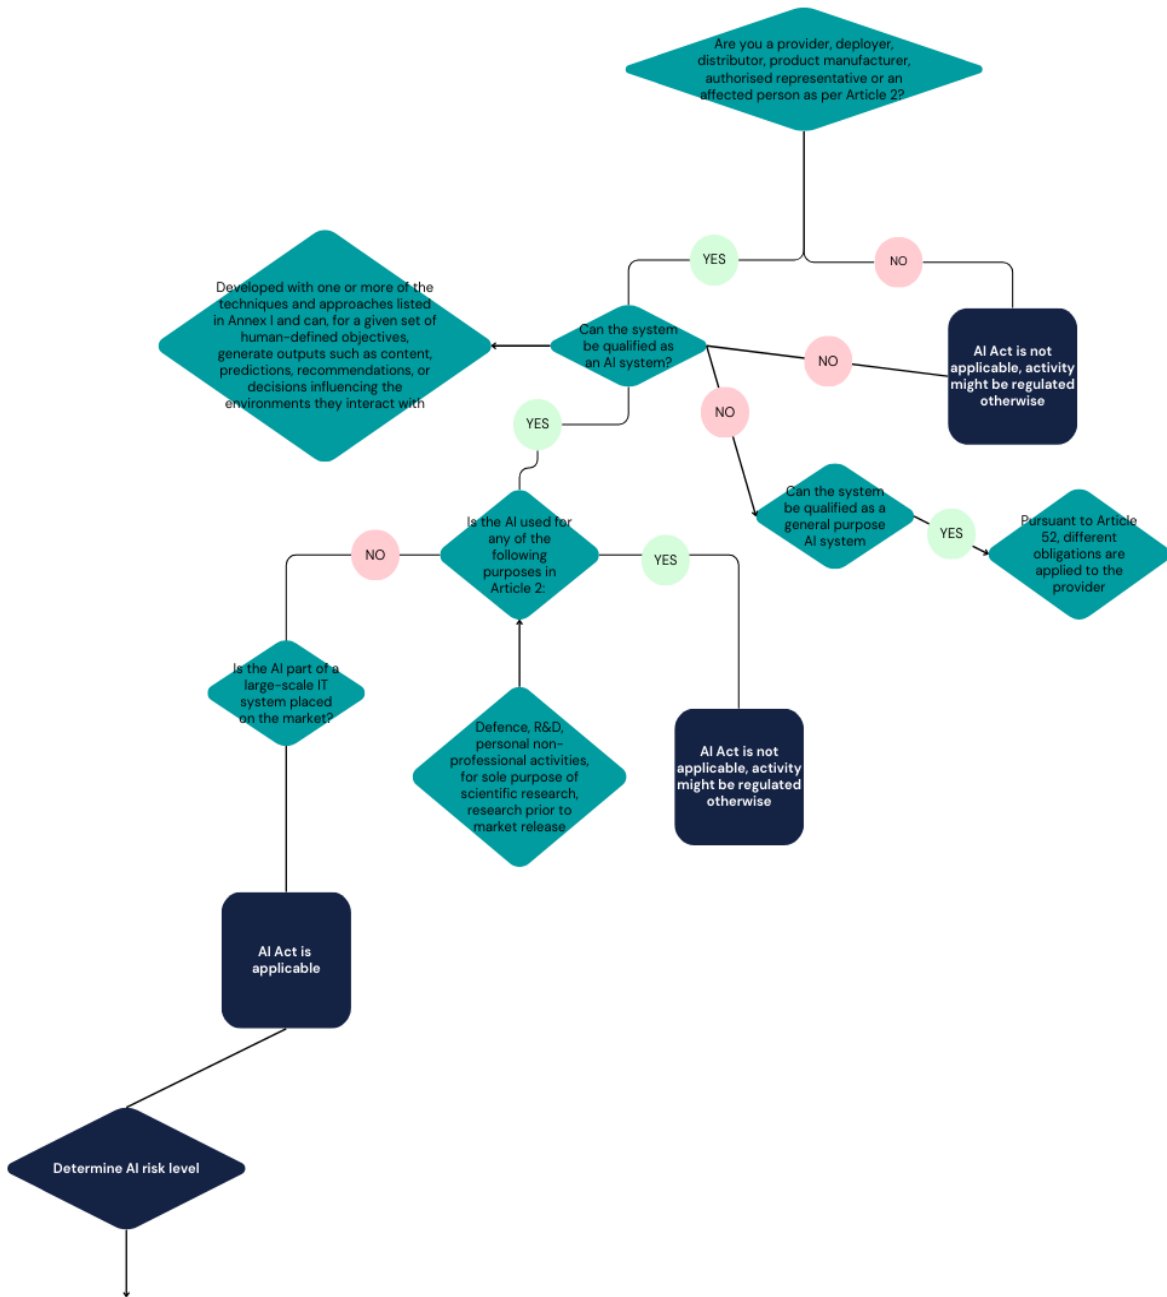 Are you a provider, deployer,
distributor, product manufacturer,
authorised representative or an
affected person as per Article 2?
YES
NO
Developed with one or more of the
techniques and approaches listed
in Annex I and can, for a given set of
human-defined objectives,
generate outputs such as content,
predictions, recommendations, or
decisions influencing the
environments they interact with
Can the system
be qualified as
an AI system?
NO
AI Act is not
applicable, activity
might be regulated
otherwise
NO
YES
Can the system
be qualified as a
general purpose
AI system
YES
Pursuant to Article
52, different
obligations are
applied to the
provider
Is the AI used for
any of the
following
purposes in
Article 2:
NO
YES
Is the AI part of a
large-scale IT
system placed
on the market?
Defence, R&D,
personal non-
professional activities,
for sole purpose of
scientific research,
research prior to
market release
AI Act is not
applicable, activity
might be regulated
otherwise
AI Act is
applicable
Determine AI risk level